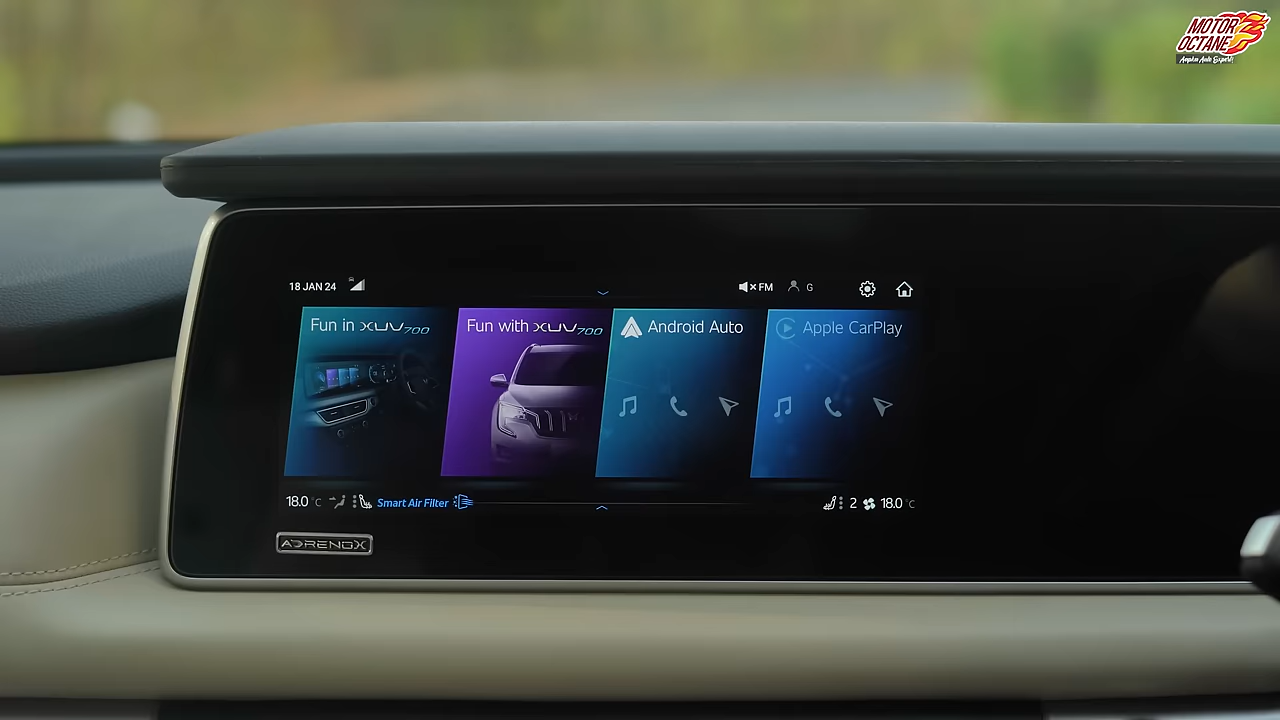 MOTOR
OCTANE
Aapka Auto Expert!
18 JAN 24
FM
G
Fun in XUV700
Fun with XUV700
Android Auto
Apple CarPlay
18.0 °C
Smart Air Filter
2
18.0 °C
ADRENOX